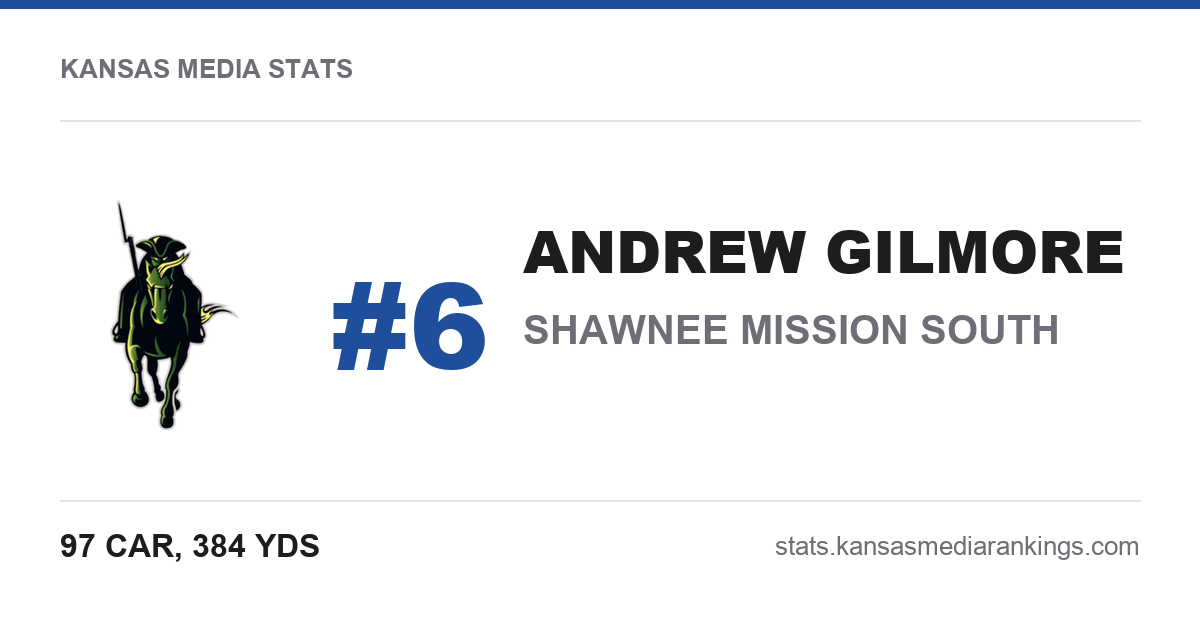 KANSAS MEDIA STATS
#6
ANDREW GILMORE
SHAWNEE MISSION SOUTH
97 CAR, 384 YDS
stats.kansasmediarankings.com